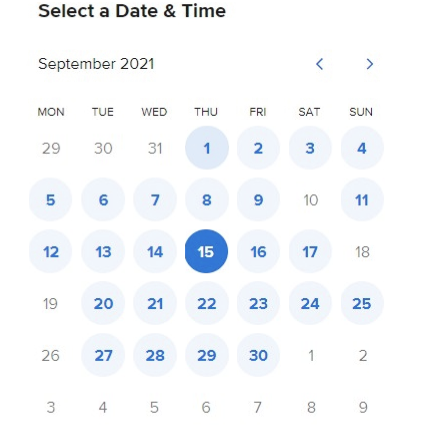 Select a Date & Time
September 2021
MON TUE WED THU FRI SAT SUN
29 30 31 1 2 3 4
5 6 7 8 9 10 11
12 13 14 15 16 17 18
19 20 21 22 23 24 25
26 27 28 29 30 1 2
3 4 5 6 7 8 9